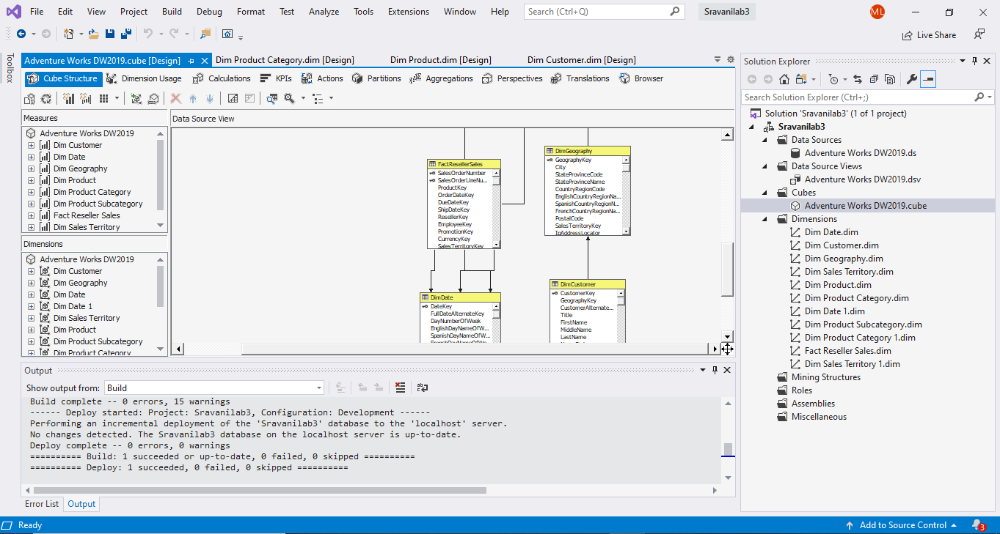 File Edit View Project Build Debug Format Test Analyze Tools Extensions Window Help Search (Ctrl+Q) Sravanilab3 ML
Live Share
Toolbox
Adventure Works DW2019.cube [Design] Dim Product Category.dim [Design] Dim Product.dim [Design] Dim Customer.dim [Design]
Cube Structure Dimension Usage Calculations KPIs Actions Partitions Aggregations Perspectives Translations Browser
Measures
Adventure Works DW2019
Dim Customer
Dim Date
Dim Geography
Dim Product
Dim Product Category
Dim Product Subcategory
Fact Reseller Sales
Dim Sales Territory
Dimensions
Adventure Works DW2019
Dim Customer
Dim Geography
Dim Date
Dim Date 1
Dim Sales Territory
Dim Product
Dim Product Subcategory
Dim Product Category
Data Source View
FactResellerSales
SalesOrderNumber
SalesOrderLineNu...
ProductKey
OrderDateKey
DueDateKey
ShipDateKey
ResellerKey
EmployeeKey
PromotionKey
CurrencyKey
SalesTerritoryKey
DimGeography
GeographyKey
City
StateProvinceCode
StateProvinceName
CountryRegionCode
EnglishCountryRegionNa...
SpanishCountryRegionN...
FrenchCountryRegionNa...
PostalCode
SalesTerritoryKey
IpAddressLocator
DimDate
DateKey
FullDateAlternateKey
DayNumberOfWeek
EnglishDayNameOfW...
SpanishDayNameOfW...
FrenchDayNameOfWe...
DimCustomer
CustomerKey
GeographyKey
CustomerAlternate...
Title
FirstName
MiddleName
LastName
Output
Show output from: Build
Build complete -- 0 errors, 15 warnings
------ Deploy started: Project: Sravanilab3, Configuration: Development ------
Performing an incremental deployment of the 'Sravanilab3' database to the 'localhost' server.
No changes detected. The Sravanilab3 database on the localhost server is up-to-date.
Deploy complete -- 0 errors, 0 warnings
========== Build: 1 succeeded or up-to-date, 0 failed, 0 skipped ==========
========== Deploy: 1 succeeded, 0 failed, 0 skipped ==========
Error List Output
Solution Explorer
Search Solution Explorer (Ctrl+;)
Solution 'Sravanilab3' (1 of 1 project)
Sravanilab3
Data Sources
Adventure Works DW2019.ds
Data Source Views
Adventure Works DW2019.dsv
Cubes
Adventure Works DW2019.cube
Dimensions
Dim Date.dim
Dim Customer.dim
Dim Geography.dim
Dim Sales Territory.dim
Dim Product.dim
Dim Product Category.dim
Dim Date 1.dim
Dim Product Subcategory.dim
Dim Product Category 1.dim
Fact Reseller Sales.dim
Dim Sales Territory 1.dim
Mining Structures
Roles
Assemblies
Miscellaneous
Ready Add to Source Control 3